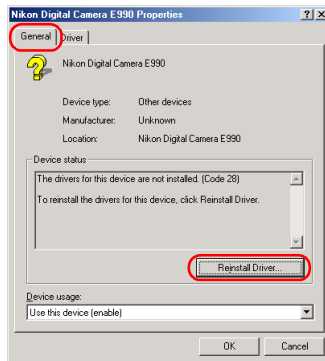 Nikon Digital Camera E990 Properties
General
Driver
Nikon Digital Camera E990
Device type: Other devices
Manufacturer: Unknown
Location: Nikon Digital Camera E990
Device status
The drivers for this device are not installed. (Code 28)
To reinstall the drivers for this device, click Reinstall Driver.
Reinstall Driver...
Device usage:
Use this device (enable)
OK
Cancel